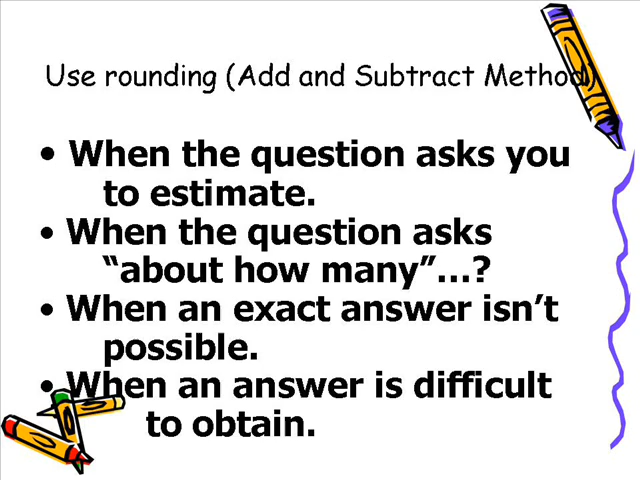 Use rounding (Add and Subtract Method)
• When the question asks you
to estimate.
• When the question asks
“about how many”…?
• When an exact answer isn’t
possible.
• When an answer is difficult
to obtain.